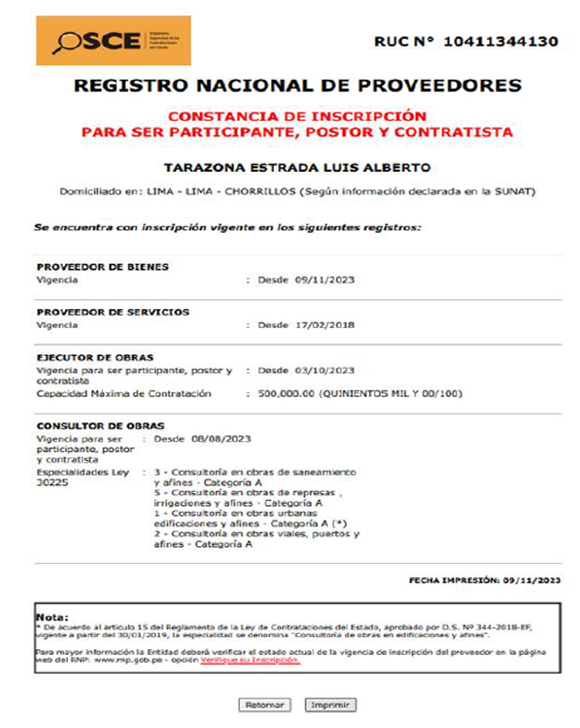 OSCE
Organismo
Supervisor de las
Contrataciones
del Estado
RUC N° 10411344130
REGISTRO NACIONAL DE PROVEEDORES
CONSTANCIA DE INSCRIPCIÓN
PARA SER PARTICIPANTE, POSTOR Y CONTRATISTA
TARAZONA ESTRADA LUIS ALBERTO
Domiciliado en: LIMA - LIMA - CHORRILLOS (Según información declarada en la SUNAT)
Se encuentra con inscripción vigente en los siguientes registros:
PROVEEDOR DE BIENES
Vigencia : Desde 09/11/2023
PROVEEDOR DE SERVICIOS
Vigencia : Desde 17/02/2018
EJECUTOR DE OBRAS
Vigencia para ser participante, postor y : Desde 03/10/2023
contratista
Capacidad Máxima de Contratación : 500,000.00 (QUINIENTOS MIL Y 00/100)
CONSULTOR DE OBRAS
Vigencia para ser : Desde 08/08/2023
participante, postor
y contratista
Especialidades Ley : 3 - Consultoría en obras de saneamiento
30225 y afines - Categoría A
5 - Consultoría en obras de represas ,
irrigaciones y afines - Categoría A
1 - Consultoría en obras urbanas
edificaciones y afines - Categoría A (*)
2 - Consultoría en obras viales, puertos y
afines - Categoría A
FECHA IMPRESIÓN: 09/11/2023
Nota:
* De acuerdo al artículo 15 del Reglamento de la Ley de Contrataciones del Estado, aprobado por D.S. Nº 344-2018-EF,
vigente a partir del 30/01/2019, la especialidad se denomina "Consultoría de obras en edificaciones y afines".
Para mayor información la Entidad deberá verificar el estado actual de la vigencia de inscripción del proveedor en la página
web del RNP: www.rnp.gob.pe - opción Verifique su Inscripción.
Retornar Imprimir